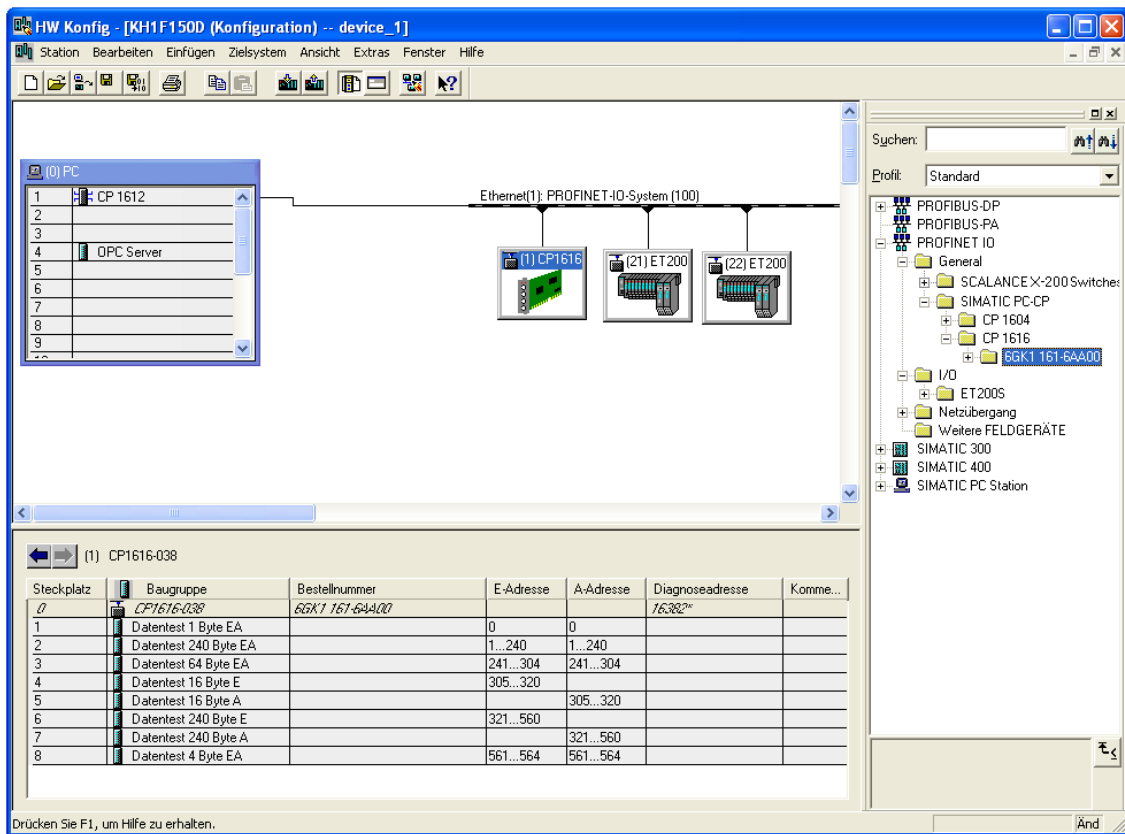 HW Konfig - [KH1F150D (Konfiguration) -- device_1]
Station Bearbeiten Einfügen Zielsystem Ansicht Extras Fenster Hilfe
(0) PC
1 CP 1612
2
3
4 OPC Server
5
6
7
8
9
Ethernet(1): PROFINET-IO-System (100)
(1) CP1616
(21) ET200
(22) ET200
Suchen:
Profil: Standard
PROFIBUS-DP
PROFIBUS-PA
PROFINET IO
General
SCALANCE X-200 Switches
SIMATIC PC-CP
CP 1604
CP 1616
6GK1 161-6AA00
I/O
ET200S
Netzübergang
Weitere FELDGERÄTE
SIMATIC 300
SIMATIC 400
SIMATIC PC Station
(1) CP1616-038
Steckplatz Baugruppe Bestellnummer E-Adresse A-Adresse Diagnoseadresse Komme...
0 CP1616-038 6GK1 161-6AA00 16382*
1 Datentest 1 Byte EA 0 0
2 Datentest 240 Byte EA 1...240 1...240
3 Datentest 64 Byte EA 241...304 241...304
4 Datentest 16 Byte E 305...320
5 Datentest 16 Byte A 305...320
6 Datentest 240 Byte E 321...560
7 Datentest 240 Byte A 321...560
8 Datentest 4 Byte EA 561...564 561...564
Drücken Sie F1, um Hilfe zu erhalten.
Änd